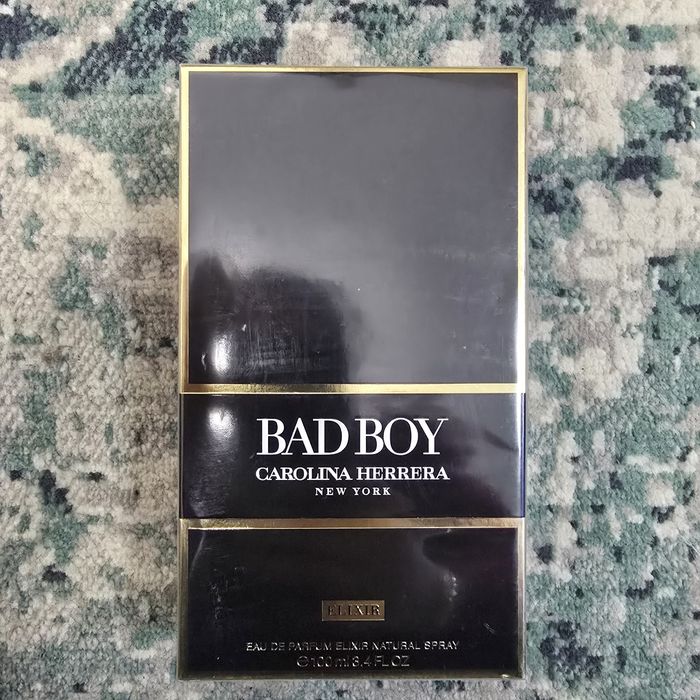 BAD BOY
CAROLINA HERRERA
NEW YORK
ELIXIR
EAU DE PARFUM ELIXIR NATURAL SPRAY
℮100 ml/3.4 FL OZ